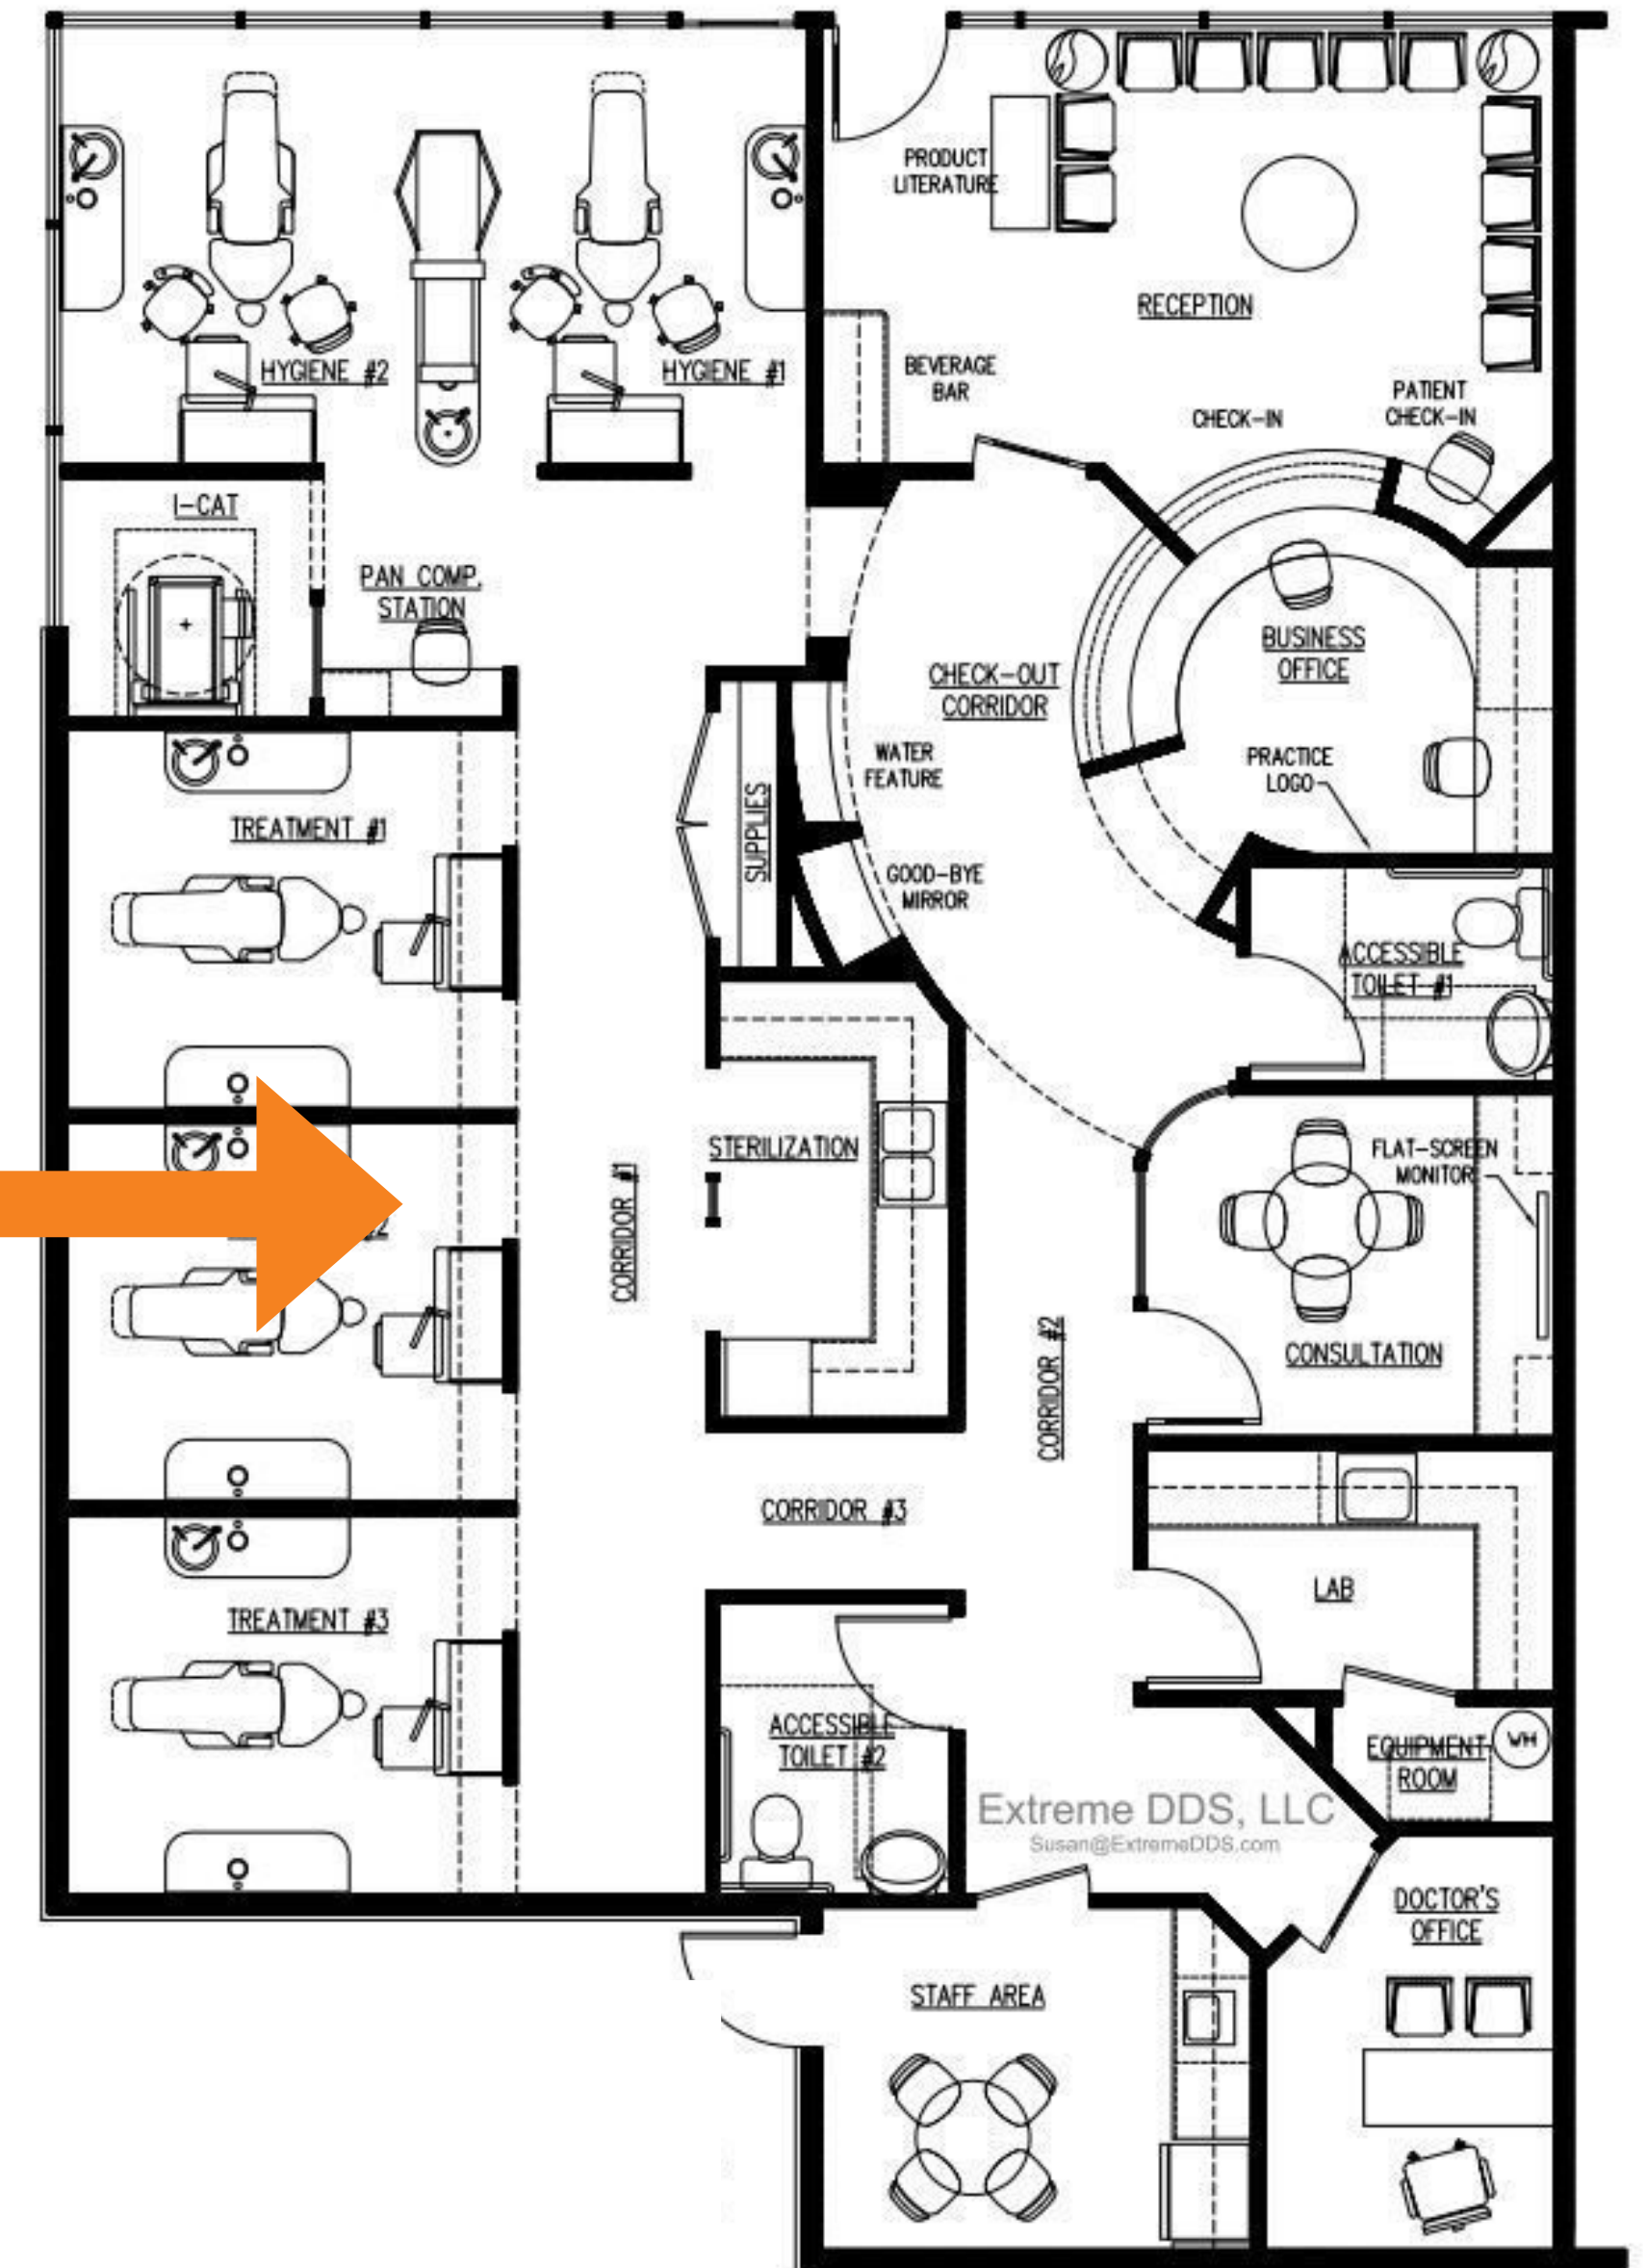 PRODUCT
LITERATURE
RECEPTION
HYGIENE #2
HYGIENE #1
BEVERAGE
BAR
CHECK-IN
PATIENT
CHECK-IN
I-CAT
PAN COMP.
STATION
BUSINESS
OFFICE
CHECK-OUT
CORRIDOR
WATER
FEATURE
PRACTICE
LOGO
SUPPLIES
TREATMENT #1
GOOD-BYE
MIRROR
ACCESSIBLE
TOILET #1
STERILIZATION
FLAT-SCREEN
MONITOR
CORRIDOR #1
2
CONSULTATION
CORRIDOR #2
CORRIDOR #3
LAB
TREATMENT #3
ACCESSIBLE
TOILET #2
EQUIPMENT
ROOM
WH
Extreme DDS, LLC
Susan@ExtremeDDS.com
DOCTOR'S
OFFICE
STAFF AREA